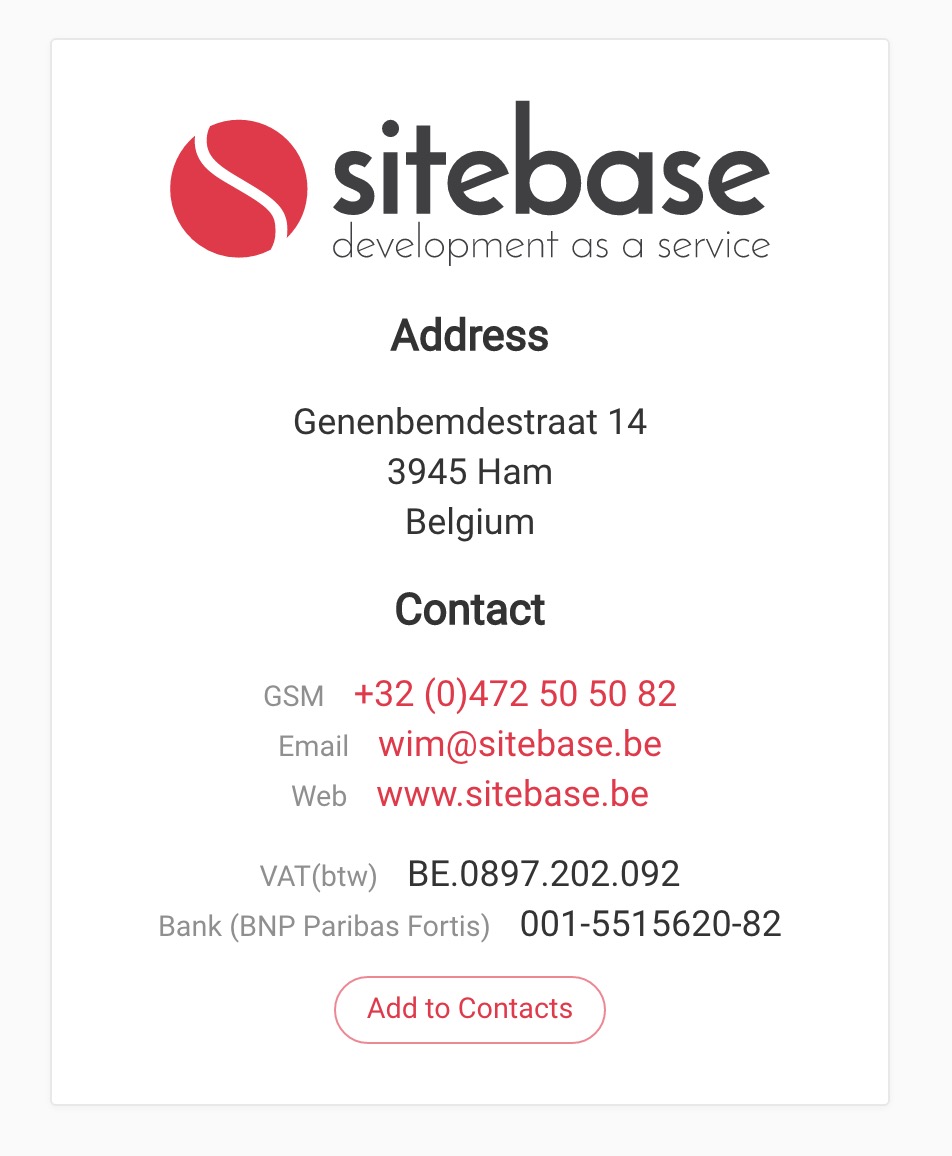 sitebase
development as a service
Address
Genenbemdestraat 14
3945 Ham
Belgium
Contact
GSM +32 (0)472 50 50 82
Email wim@sitebase.be
Web www.sitebase.be
VAT(btw) BE.0897.202.092
Bank (BNP Paribas Fortis) 001-5515620-82
Add to Contacts